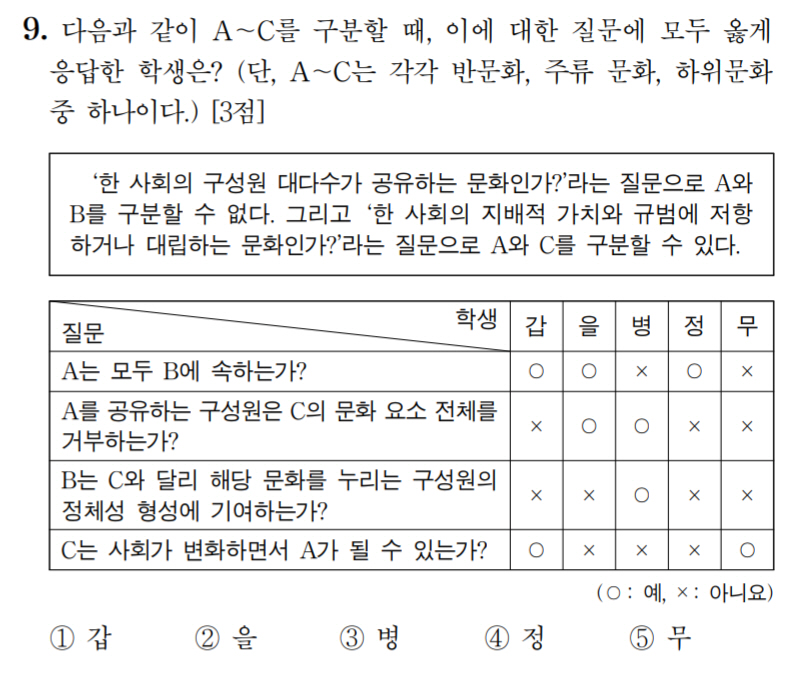 9. 다음과 같이 A~C를 구분할 때, 이에 대한 질문에 모두 옳게
응답한 학생은? (단, A~C는 각각 반문화, 주류 문화, 하위문화
중 하나이다.) [3점]
‘한 사회의 구성원 대다수가 공유하는 문화인가?’라는 질문으로 A와
B를 구분할 수 없다. 그리고 ‘한 사회의 지배적 가치와 규범에 저항
하거나 대립하는 문화인가?’라는 질문으로 A와 C를 구분할 수 있다.
학생
질문
갑 을 병 정 무
A는 모두 B에 속하는가? ○ ○ × ○ ×
A를 공유하는 구성원은 C의 문화 요소 전체를
거부하는가? × ○ ○ × ×
B는 C와 달리 해당 문화를 누리는 구성원의
정체성 형성에 기여하는가? × × ○ × ×
C는 사회가 변화하면서 A가 될 수 있는가? ○ × × × ○
(○: 예, ×: 아니요)
① 갑 ② 을 ③ 병 ④ 정 ⑤ 무